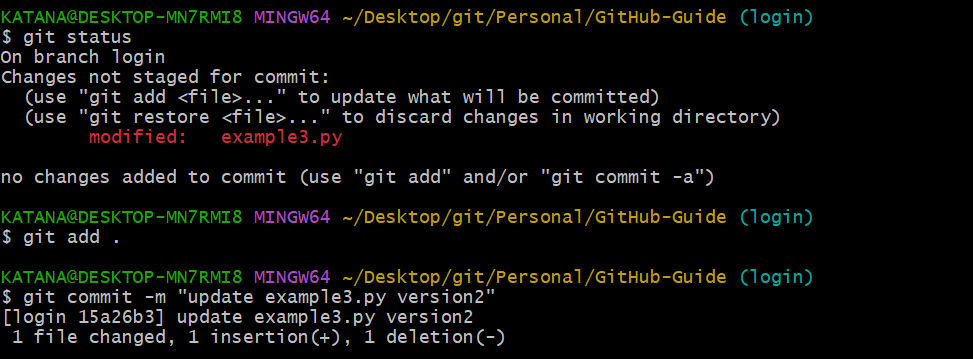 KATANA@DESKTOP-MN7RMI8 MINGW64 ~/Desktop/git/Personal/GitHub-Guide (login)
$ git status
On branch login
Changes not staged for commit:
  (use "git add <file>..." to update what will be committed)
  (use "git restore <file>..." to discard changes in working directory)
        modified:   example3.py

no changes added to commit (use "git add" and/or "git commit -a")

KATANA@DESKTOP-MN7RMI8 MINGW64 ~/Desktop/git/Personal/GitHub-Guide (login)
$ git add .

KATANA@DESKTOP-MN7RMI8 MINGW64 ~/Desktop/git/Personal/GitHub-Guide (login)
$ git commit -m "update example3.py version2"
[login 15a26b3] update example3.py version2
 1 file changed, 1 insertion(+), 1 deletion(-)